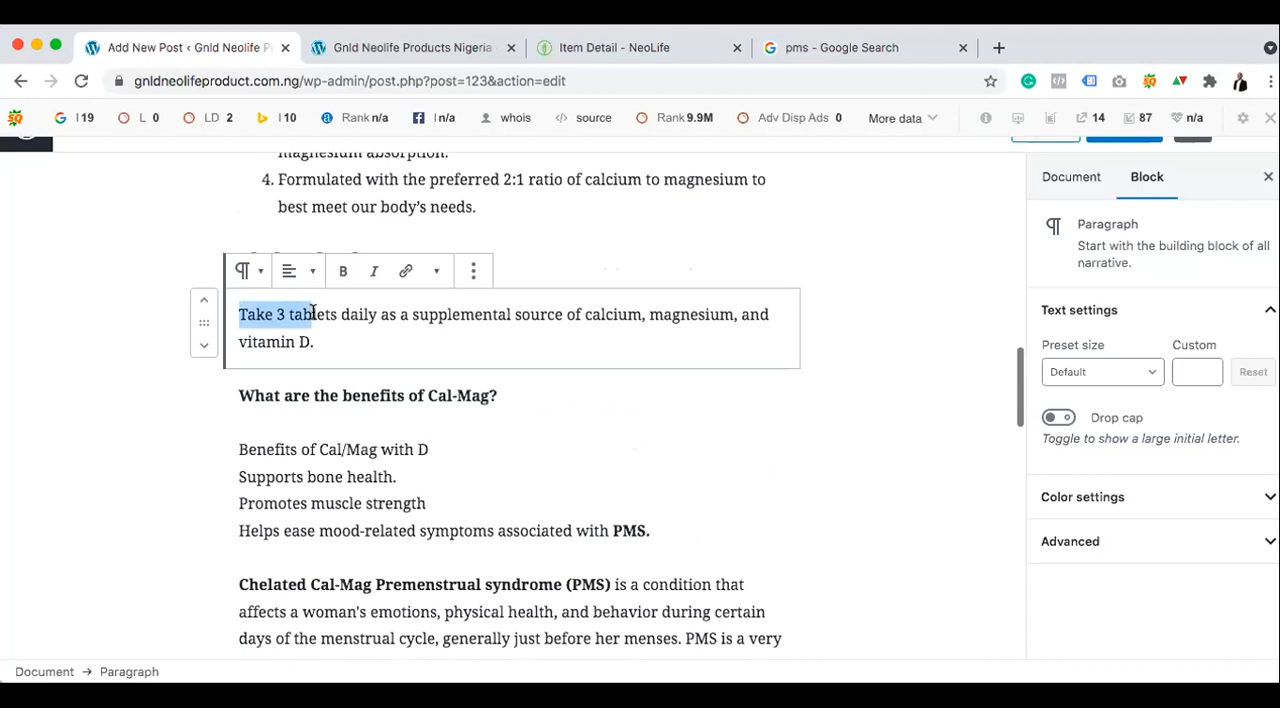 Add New Post ‹ Gnld Neolife P
Gnld Neolife Products Nigeria
Item Detail - NeoLife
pms - Google Search
gnldneolifeproduct.com.ng/wp-admin/post.php?post=123&action=edit
I 19
L 0
LD 2
I 10
Rank n/a
I n/a
whois
source
Rank 9.9M
Adv Disp Ads 0
More data
14
87
n/a
magnesium absorption.
4. Formulated with the preferred 2:1 ratio of calcium to magnesium to
best meet our body’s needs.
B I
Take 3 tablets daily as a supplemental source of calcium, magnesium, and
vitamin D.
What are the benefits of Cal-Mag?
Benefits of Cal/Mag with D
Supports bone health.
Promotes muscle strength
Helps ease mood-related symptoms associated with PMS.
Chelated Cal-Mag Premenstrual syndrome (PMS) is a condition that
affects a woman's emotions, physical health, and behavior during certain
days of the menstrual cycle, generally just before her menses. PMS is a very
Document
Block
Paragraph
Start with the building block of all
narrative.
Text settings
Preset size
Custom
Default
Reset
Drop cap
Toggle to show a large initial letter.
Color settings
Advanced
Document → Paragraph